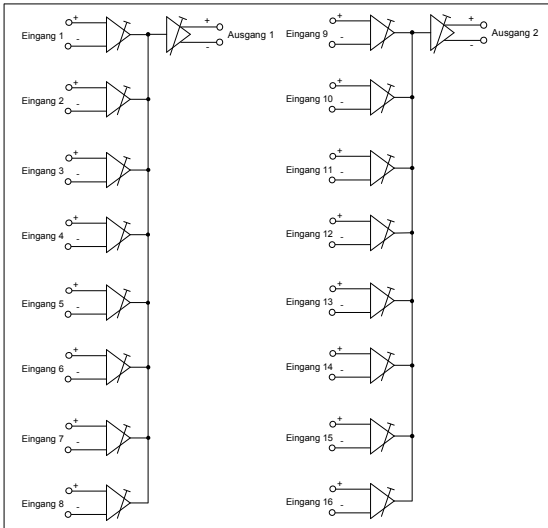 +
Eingang 1
-
+
Ausgang 1
-
+
Eingang 2
-
+
Eingang 3
-
+
Eingang 4
-
+
Eingang 5
-
+
Eingang 6
-
+
Eingang 7
-
+
Eingang 8
-
+
Eingang 9
-
+
Ausgang 2
-
+
Eingang 10
-
+
Eingang 11
-
+
Eingang 12
-
+
Eingang 13
-
+
Eingang 14
-
+
Eingang 15
-
+
Eingang 16
-